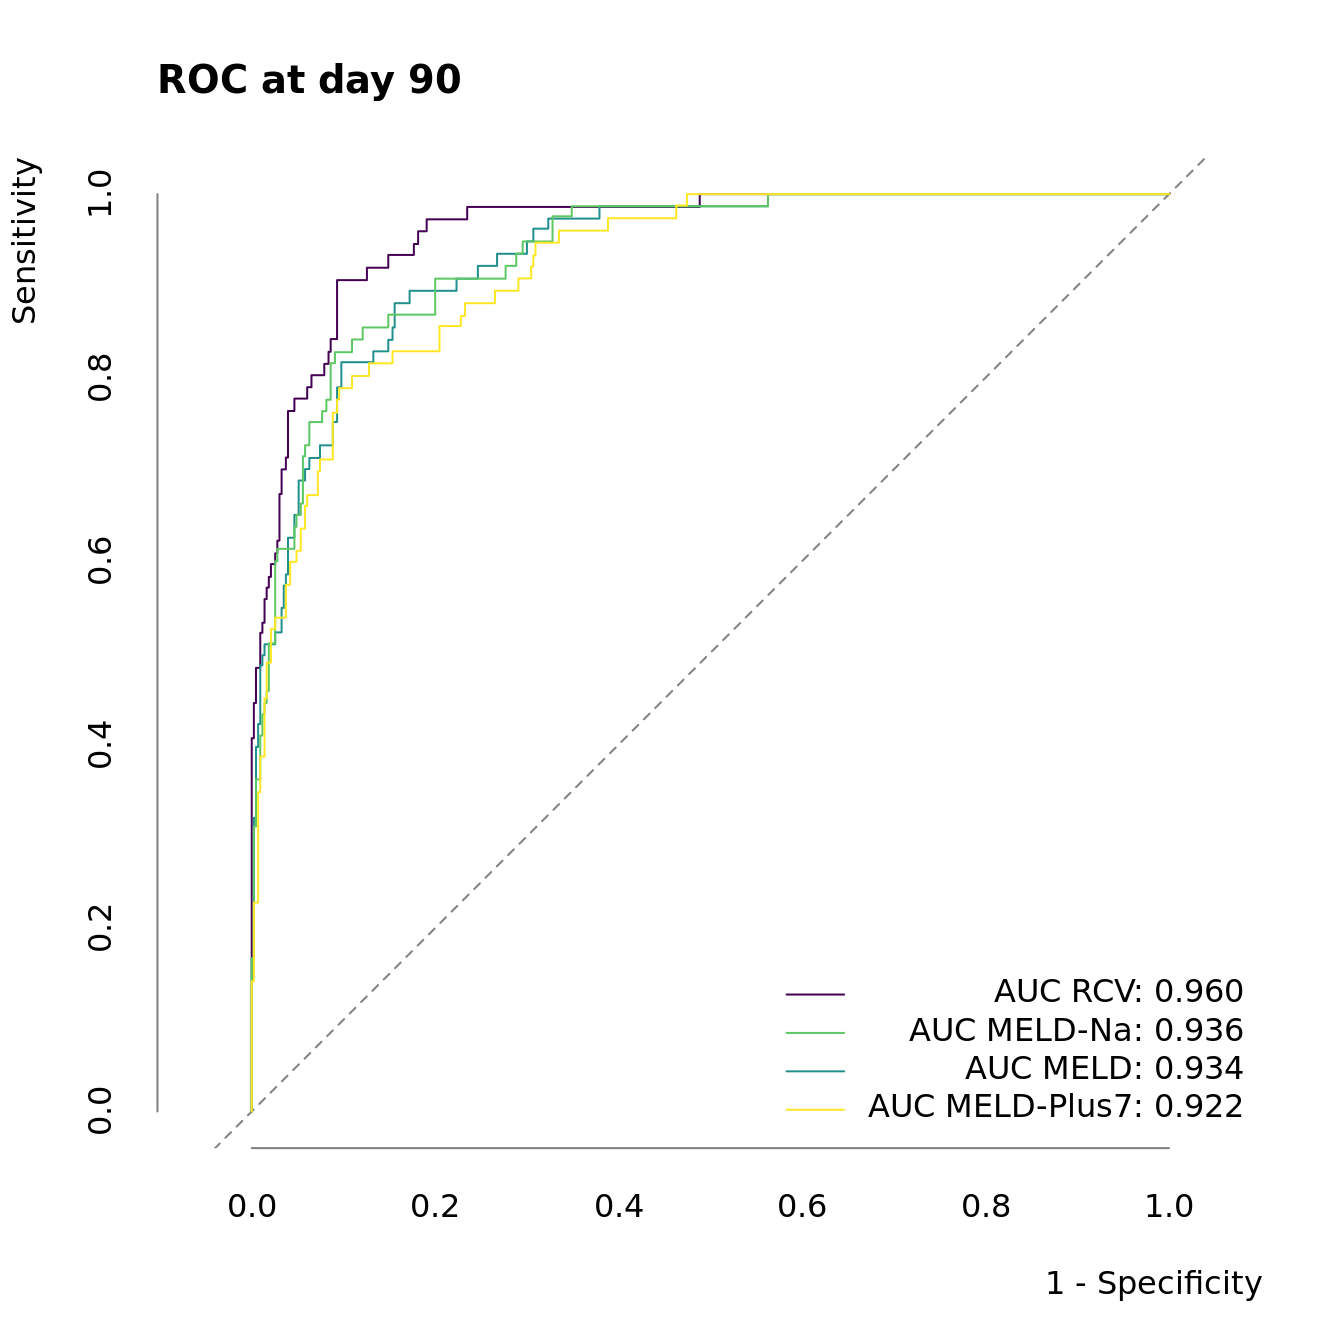 ROC at day 90
Sensitivity
1.0
0.8
0.6
0.4
0.2
0.0
AUC RCV: 0.960
AUC MELD-Na: 0.936
AUC MELD: 0.934
AUC MELD-Plus7: 0.922
0.0 0.2 0.4 0.6 0.8 1.0
1 - Specificity